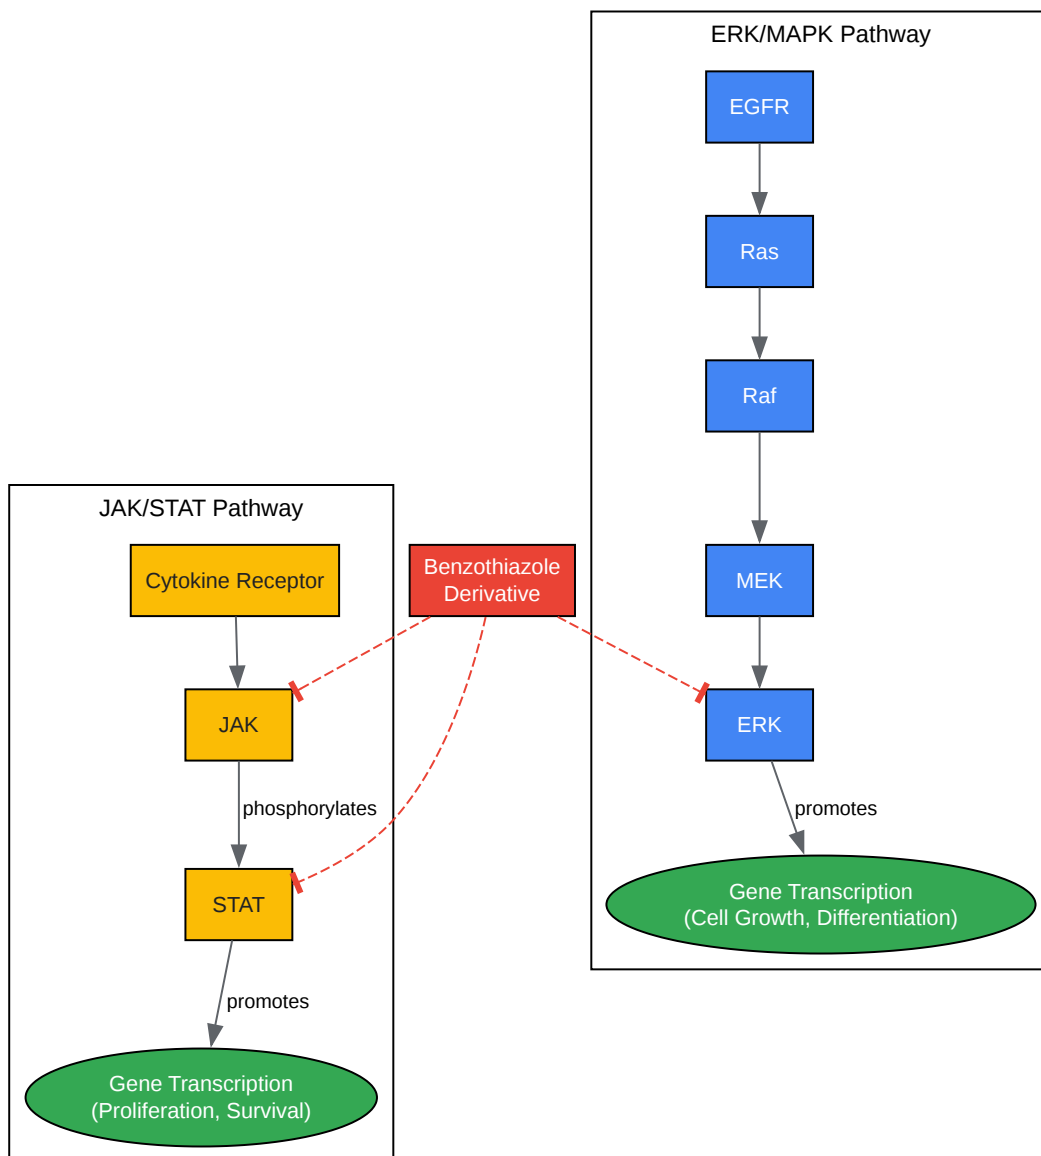 ERK/MAPK Pathway
EGFR
Ras
Raf
MEK
ERK
promotes
Gene Transcription
(Cell Growth, Differentiation)
JAK/STAT Pathway
Cytokine Receptor
JAK
phosphorylates
STAT
promotes
Gene Transcription
(Proliferation, Survival)
Benzothiazole
Derivative